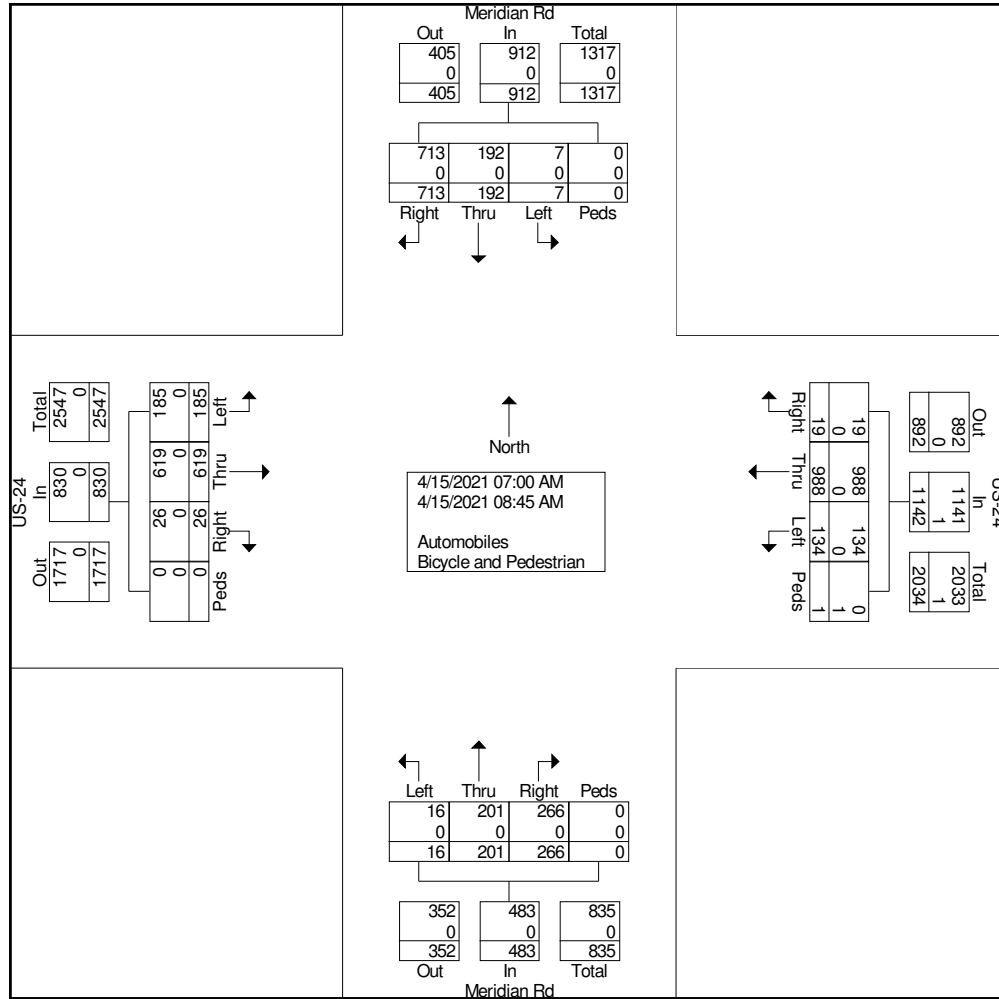 Meridian Rd
Out In Total
405 912 1317
0 0 0
405 912 1317
713 192 7 0
0 0 0 0
713 192 7 0
Right Thru Left Peds
US-24
Total In Out
2547 830 1717
0 0 0
2547 830 1717
185 619 26 0
0 0 0 0
185 619 26 0
Left Thru Right Peds
North
4/15/2021 07:00 AM
4/15/2021 08:45 AM
Automobiles
Bicycle and Pedestrian
US-24
Out In Total
892 1141 2033
0 1 1
892 1142 2034
19 988 134 0
0 0 0 1
19 988 134 1
Right Thru Left Peds
Left Thru Right Peds
16 201 266 0
0 0 0 0
16 201 266 0
352 483 835
0 0 0
352 483 835
Out In Total
Meridian Rd